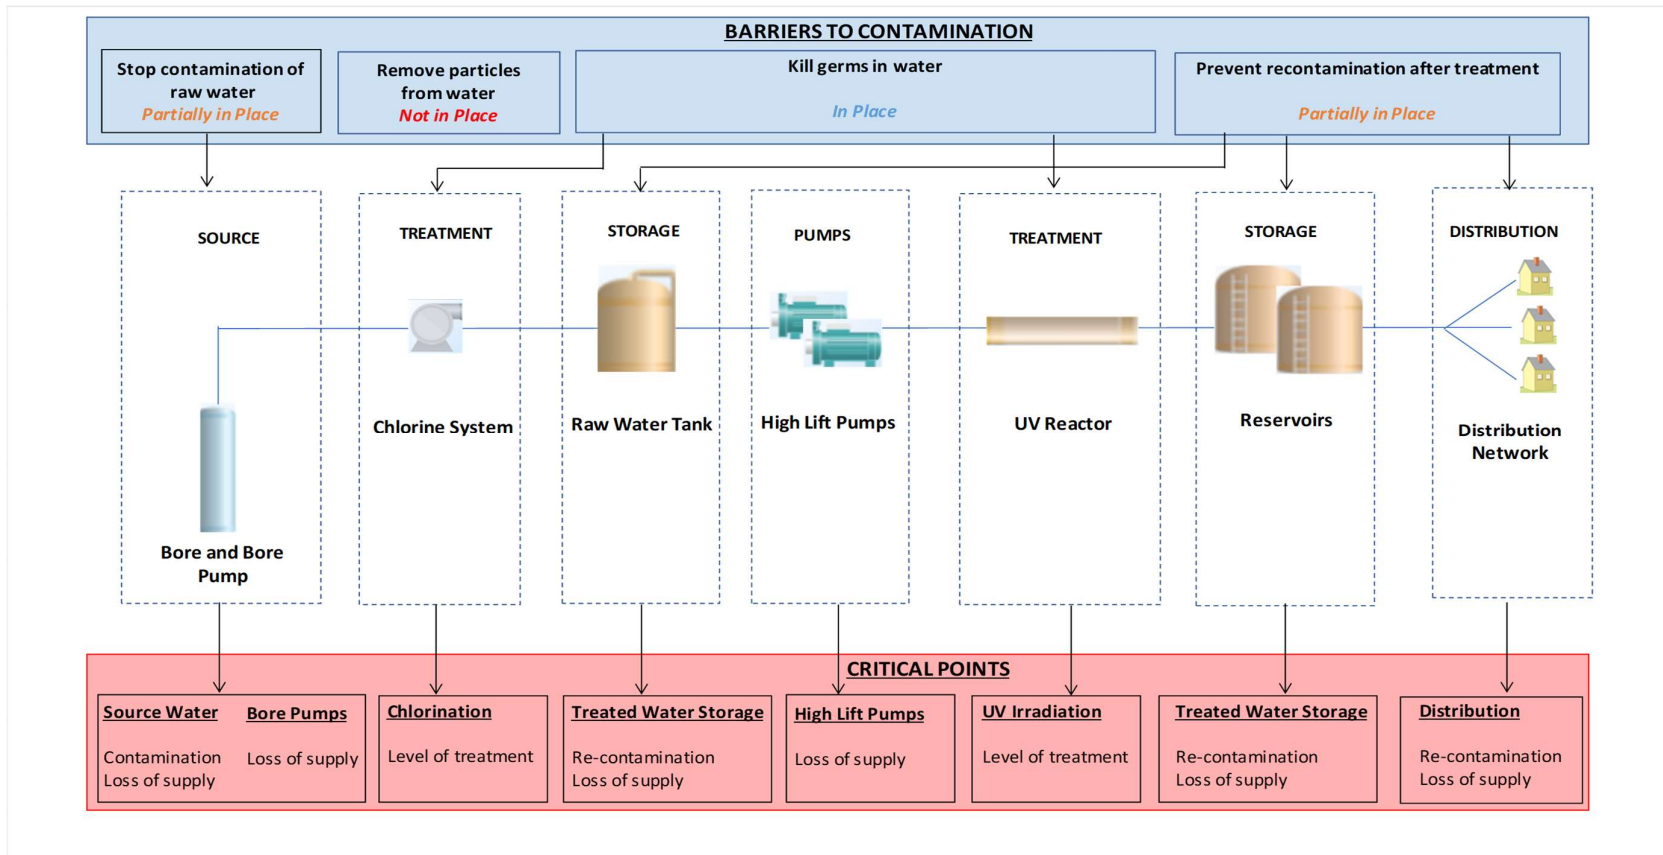 BARRIERS TO CONTAMINATION
Stop contamination of
raw water
Partially in Place
Remove particles
from water
Not in Place
Kill germs in water
In Place
Prevent recontamination after treatment
Partially in Place
SOURCE
Bore and Bore
Pump
TREATMENT
Chlorine System
STORAGE
Raw Water Tank
PUMPS
High Lift Pumps
TREATMENT
UV Reactor
STORAGE
Reservoirs
DISTRIBUTION
Distribution
Network
CRITICAL POINTS
Source Water
Contamination
Loss of supply
Bore Pumps
Loss of supply
Chlorination
Level of treatment
Treated Water Storage
Re-contamination
Loss of supply
High Lift Pumps
Loss of supply
UV Irradiation
Level of treatment
Treated Water Storage
Re-contamination
Loss of supply
Distribution
Re-contamination
Loss of supply